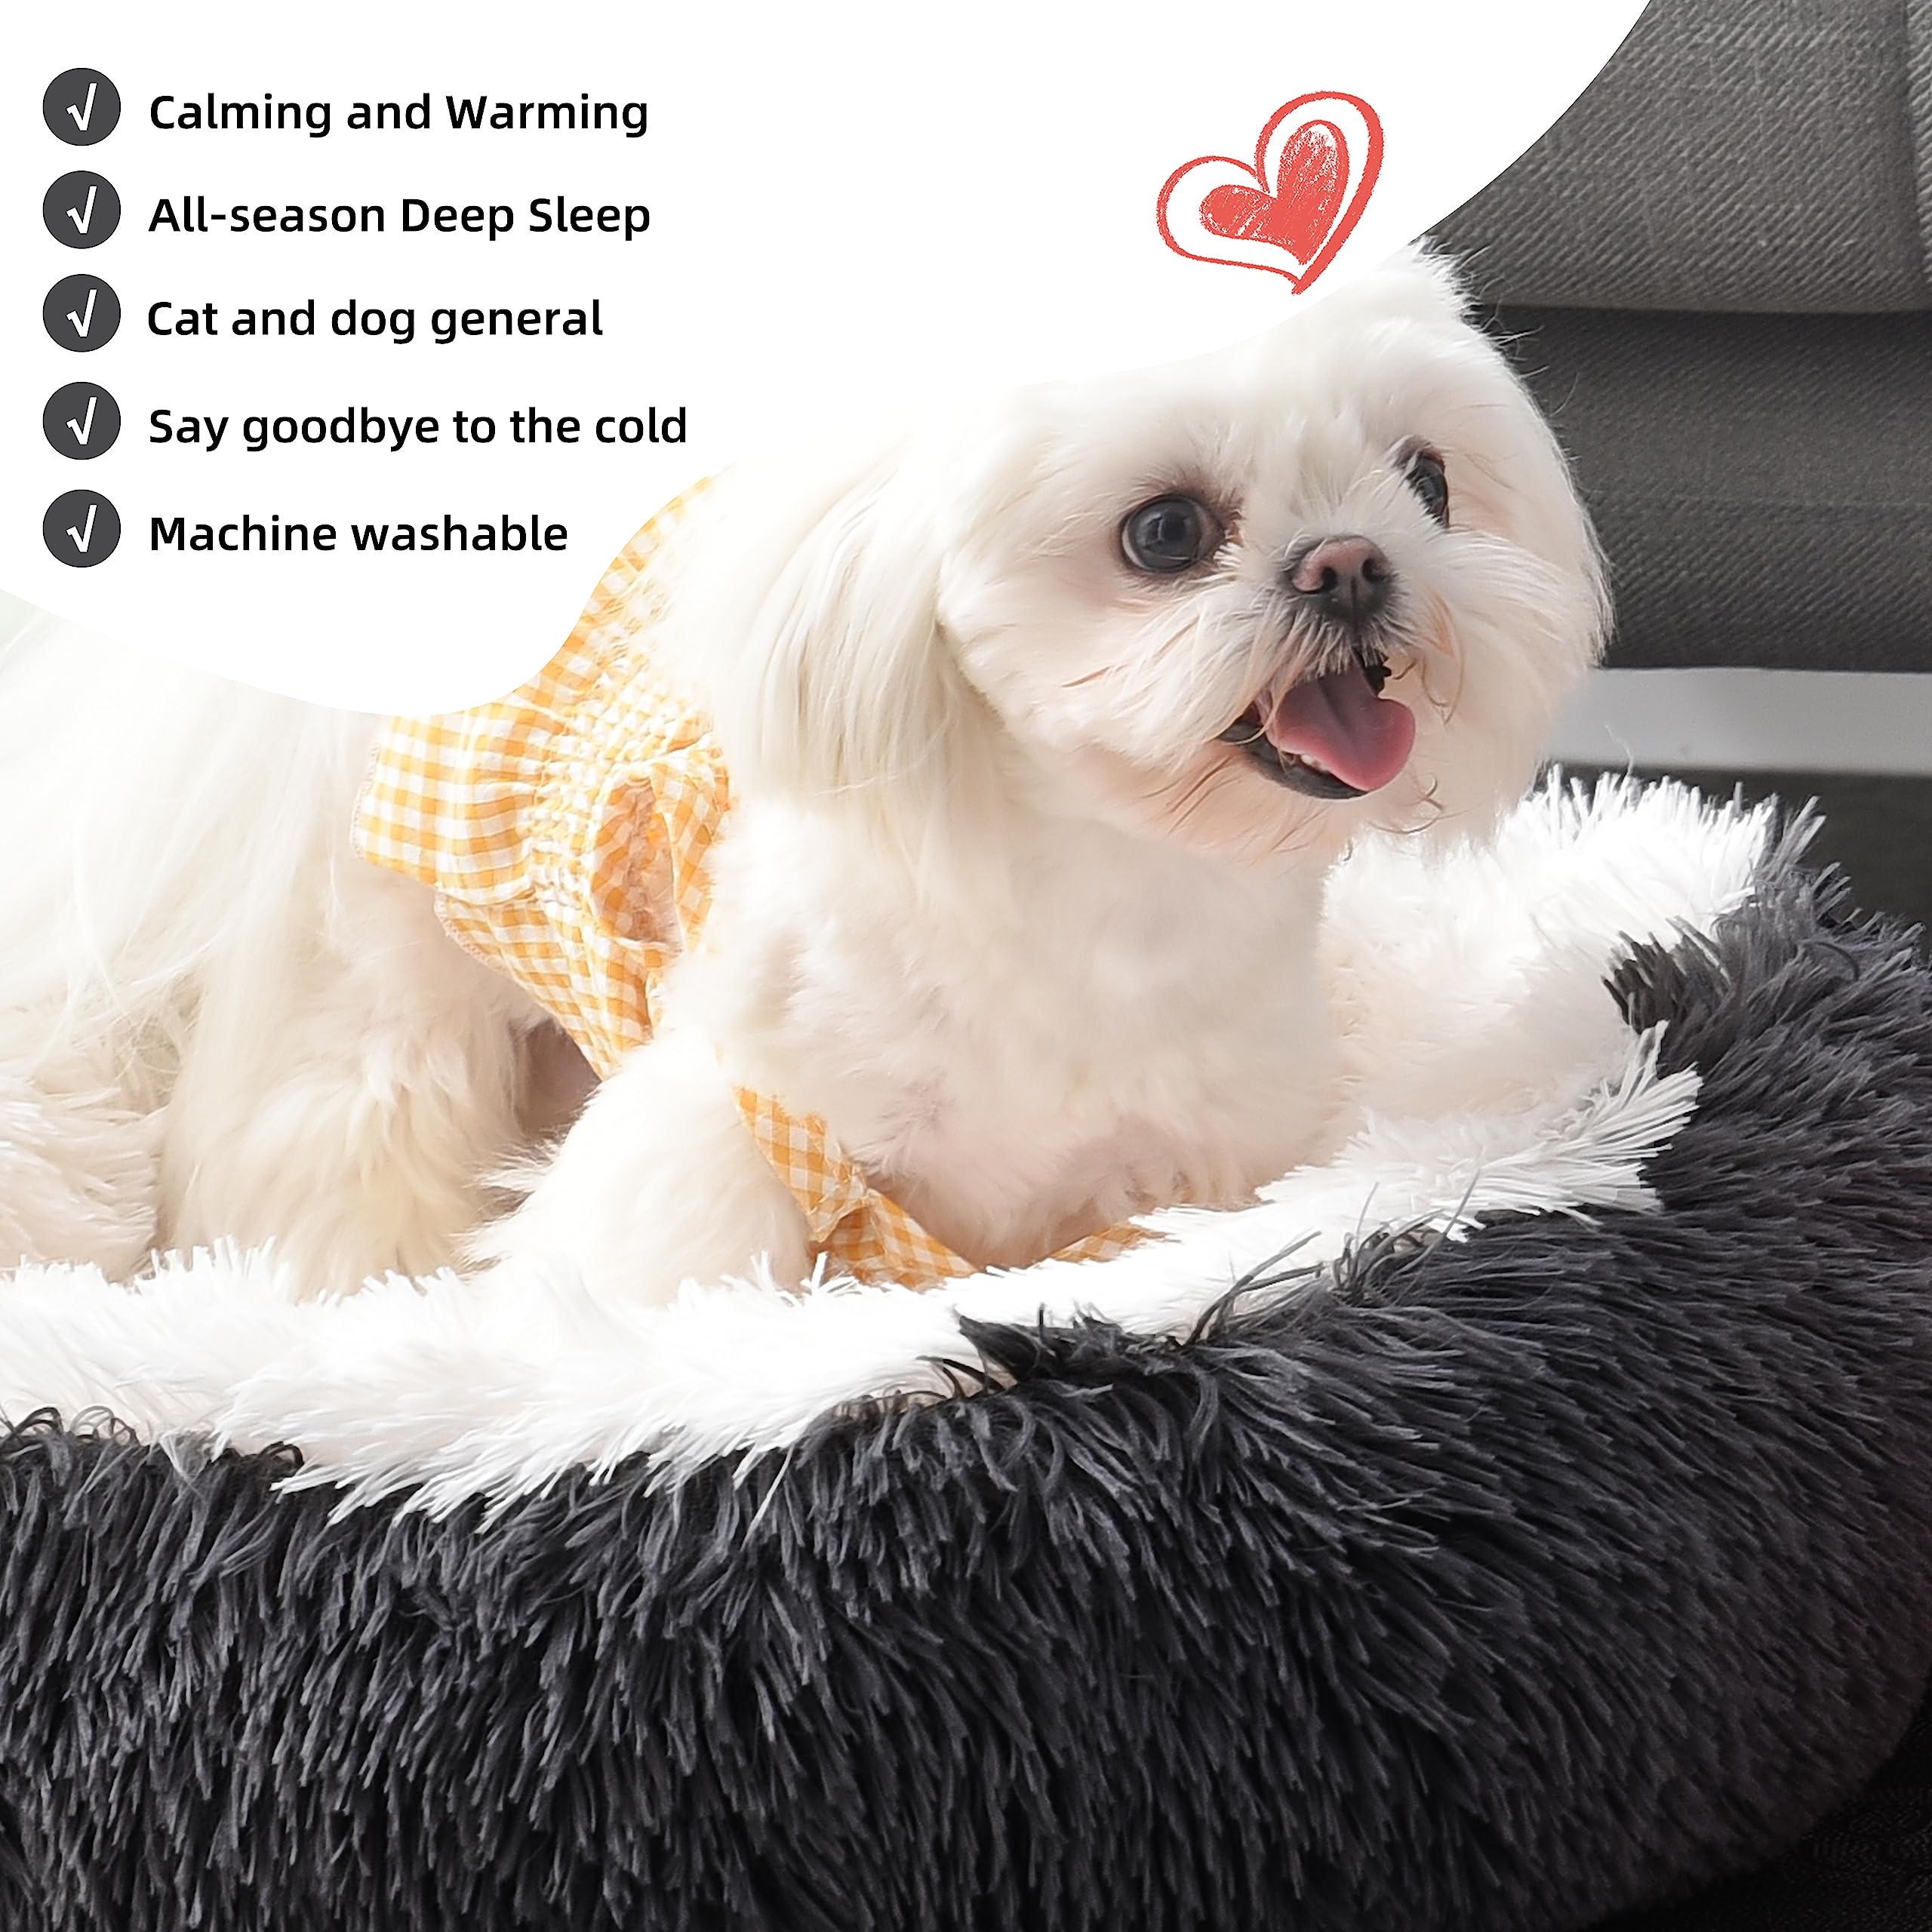 Calming and Warming
All-season Deep Sleep
Cat and dog general
Say goodbye to the cold
Machine washable